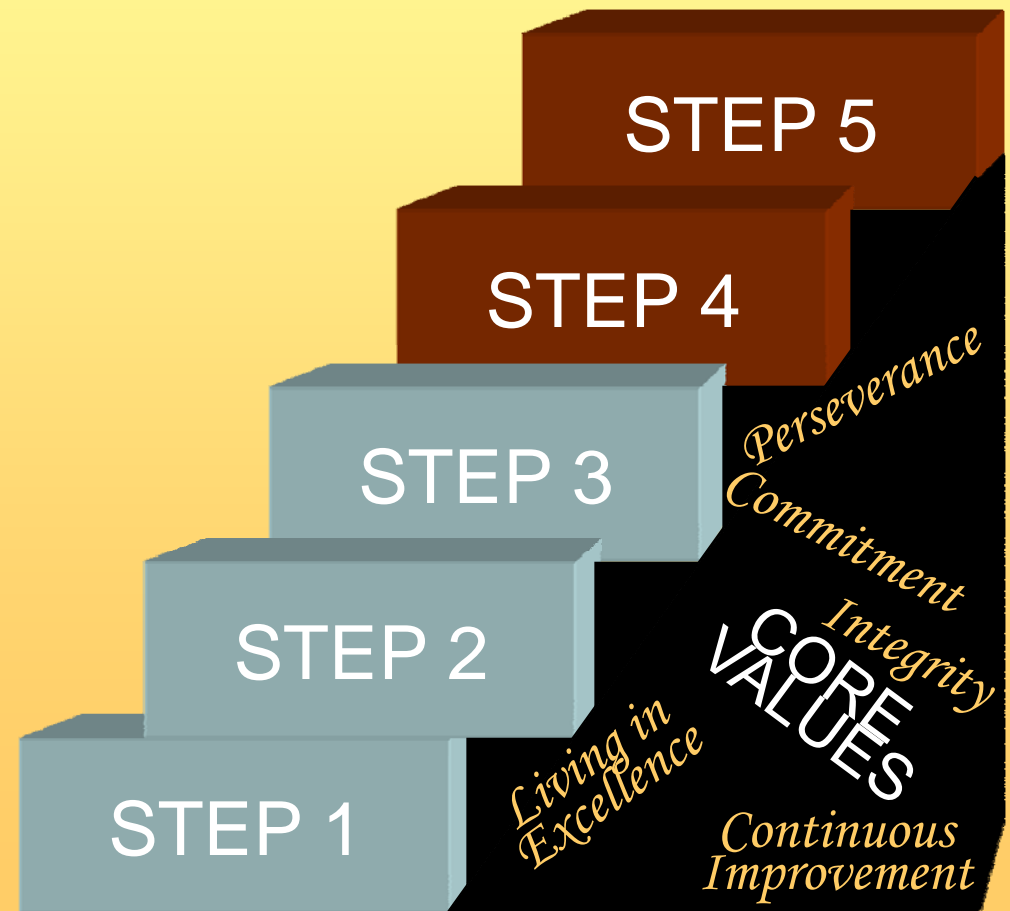 STEP 5
STEP 4
Perseverance
STEP 3
Commitment
Integrity
CORE
VALUES
STEP 2
Living in
Excellence
STEP 1
Continuous
Improvement